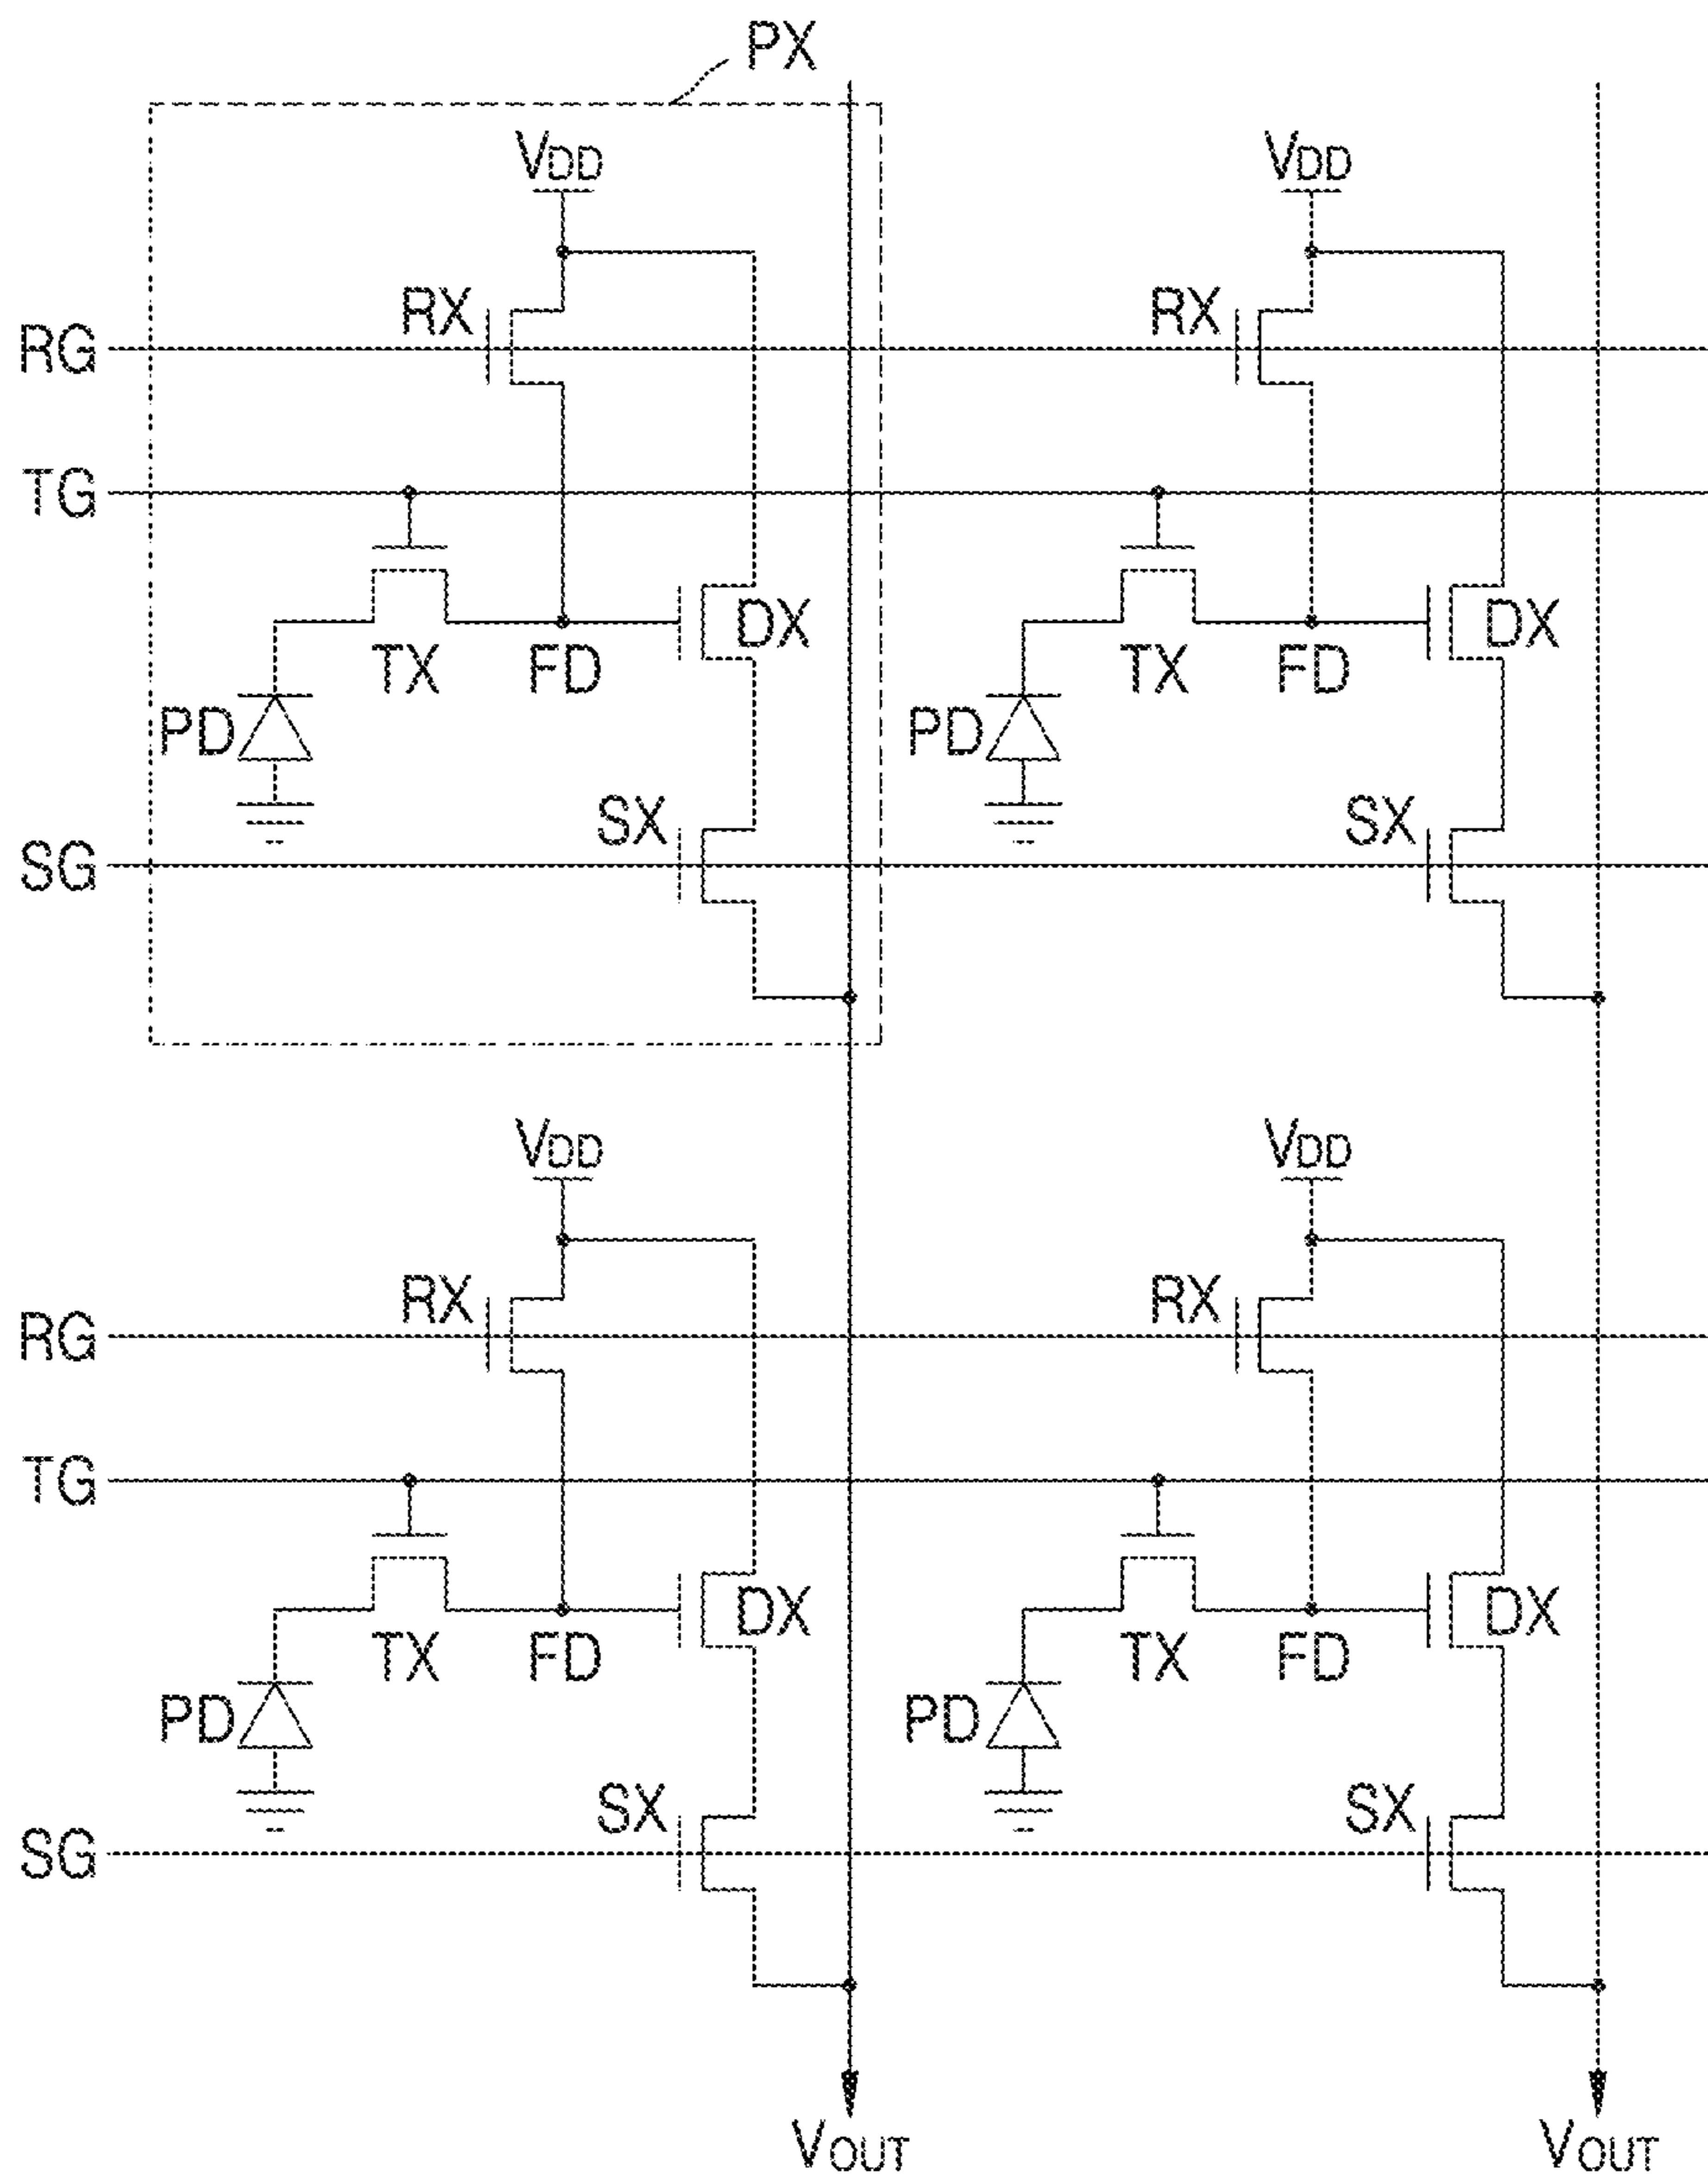 PX
VDD VDD
RX RX
RG
TG
DX DX
TX FD TX FD
PD PD
SX SX
SG
VDD VDD
RX RX
RG
TG
DX DX
TX FD TX FD
PD PD
SX SX
SG
VOUT VOUT